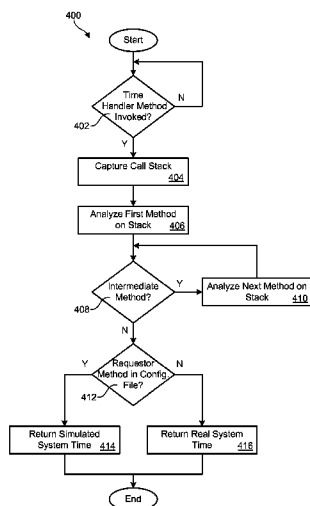 400
Start
Time
Handler Method
Invoked?
402
N
Y
Capture Call Stack
404
Analyze First Method
on Stack
406
Intermediate
Method?
408
Y
Analyze Next Method on
Stack
410
N
Requestor
Method in Config.
File?
412
Y
N
Return Simulated
System Time
414
Return Real System
Time
416
End